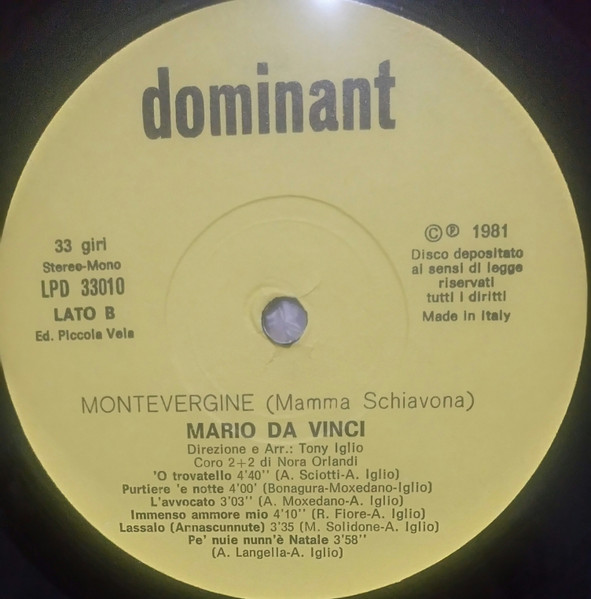 dominant
33 giri
Stereo-Mono
LPD 33010
LATO B
Ed. Piccola Vela
©℗ 1981
Disco depositato
ai sensi di legge
riservati
tutti i diritti
Made in Italy
MONTEVERGINE (Mamma Schiavona)
MARIO DA VINCI
Direzione e Arr.: Tony Iglio
Coro 2+2 di Nora Orlandi
'O trovatello 4'40'' (A. Sciotti-A. Iglio)
Purtiere 'e notte 4'00' (Bonagura-Moxedano-Iglio)
L'avvocato 3'03'' (A. Moxedano-A. Iglio)
Immenso ammore mio 4'10'' (R. Fiore-A. Iglio)
Lassalo (Arnascunnute) 3'35 (M. Solidone-A. Iglio)
Pe' nuie nunn'è Natale 3'58''
(A. Langella-A. Iglio)